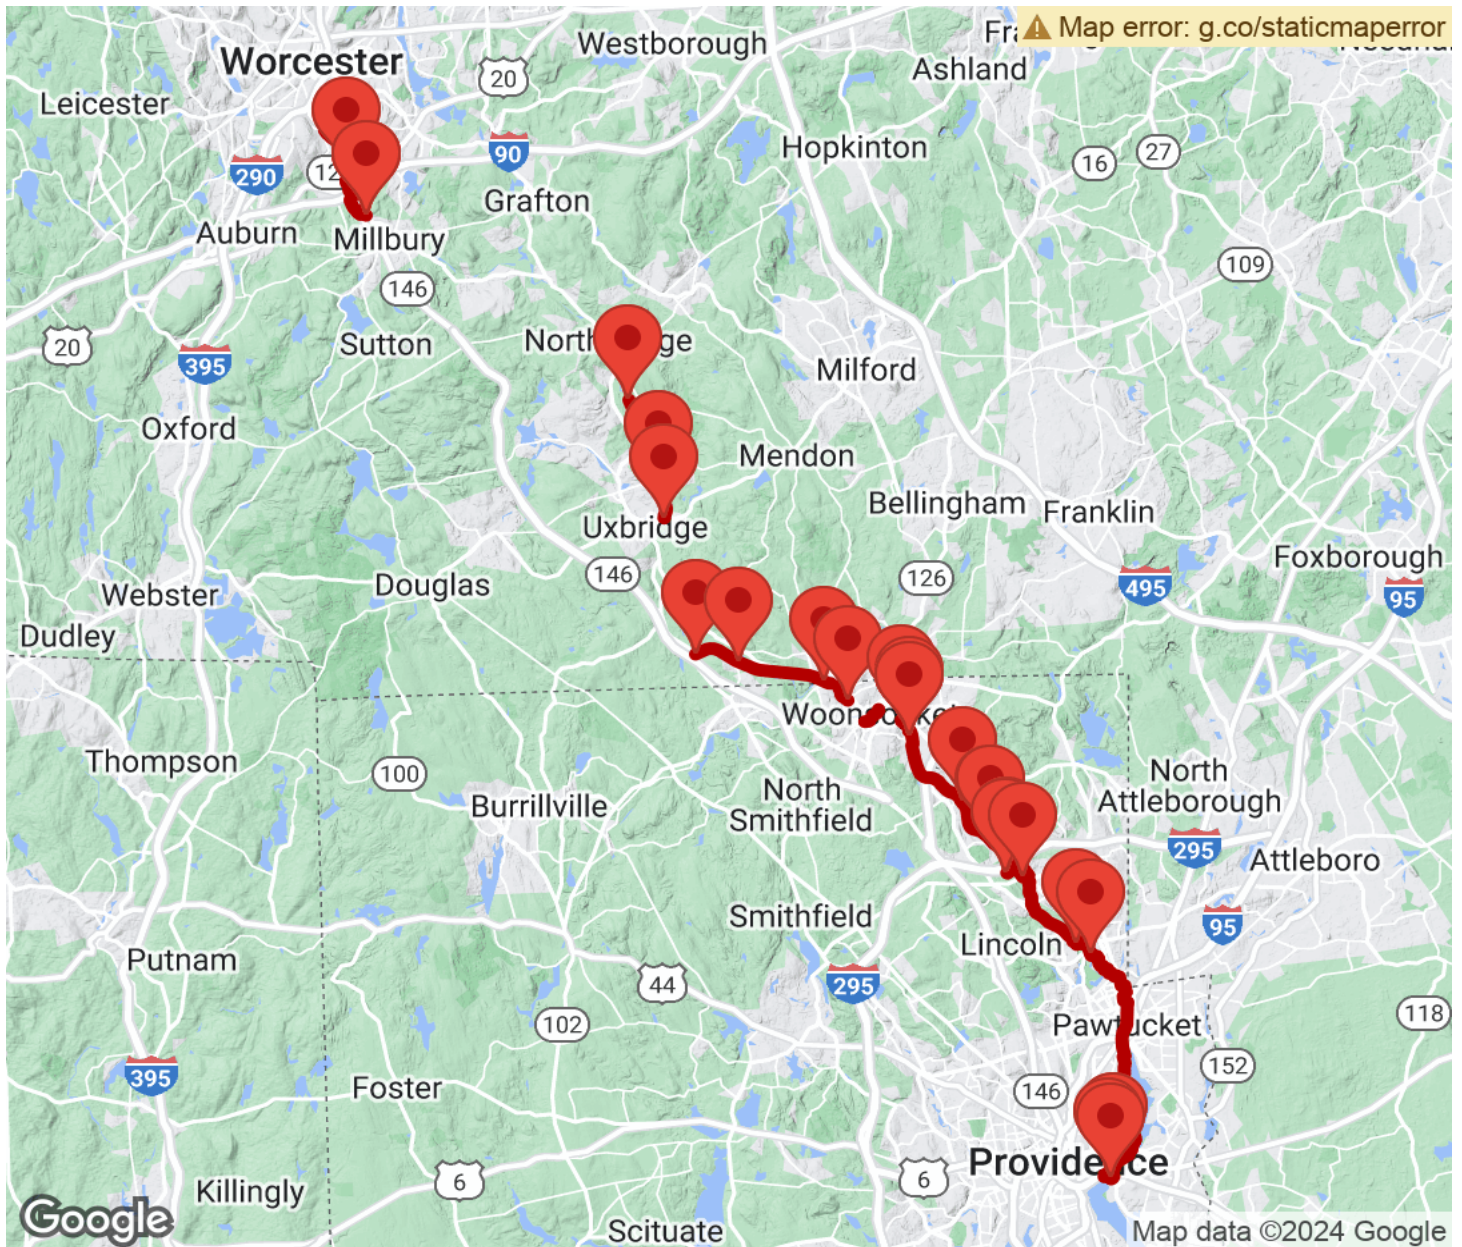 Map error: g.co/staticmaperror
Westborough
Worcester
20
Ashland
Leicester
Hopkinton
27
90
16
290
12
Grafton
Auburn
Millbury
109
146
20
Sutton
395
Milford
Oxford
Mendon
Bellingham
Franklin
Uxbridge
Foxborough
146
126
495
95
Webster
Douglas
Dudley
Thompson
100
North
Attleborough
Burrillville
North
Smithfield
295
Attleboro
Smithfield
95
Lincoln
Putnam
295
44
118
102
Pawtucket
152
395
Foster
146
Providence
6
6
Killingly
Google
Scituate
Map data ©2024 Google